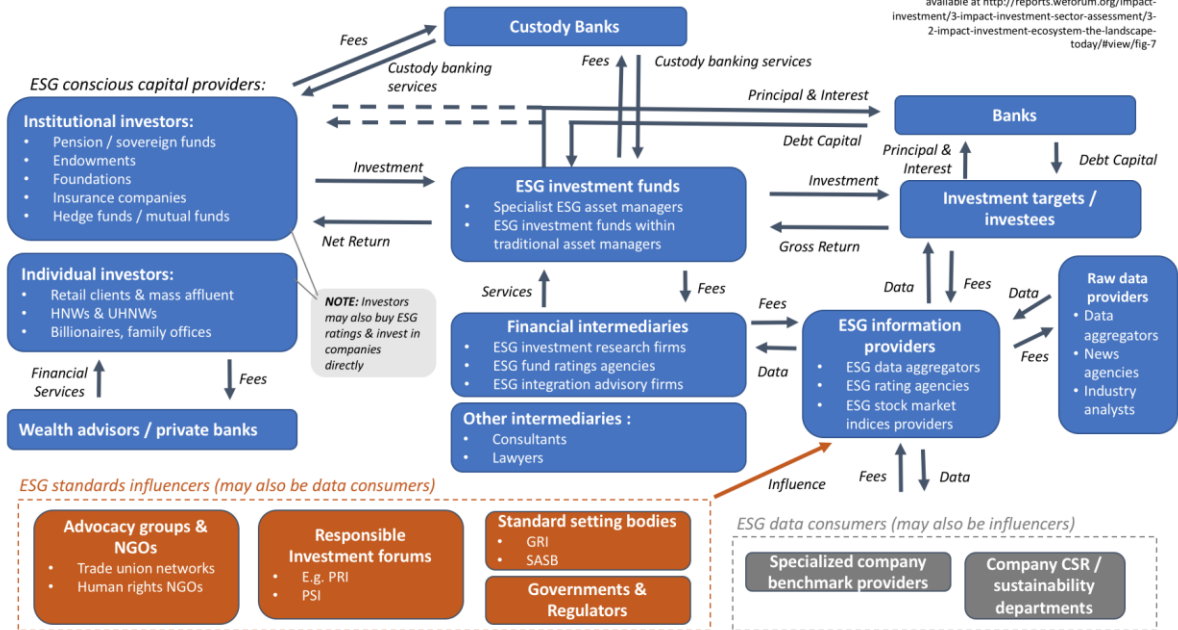 available at http://reports.weforum.org/impact-
investment/3-impact-investment-sector-assessment/3-
2-impact-investment-ecosystem-the-landscape-
today/#view/fig-7
Custody Banks
Fees
Custody banking
services
Fees
Custody banking services
ESG conscious capital providers:
Institutional investors:
• Pension / sovereign funds
• Endowments
• Foundations
• Insurance companies
• Hedge funds / mutual funds
Principal & Interest
Debt Capital
Banks
Principal &
Interest
Debt Capital
Investment
Net Return
ESG investment funds
• Specialist ESG asset managers
• ESG investment funds within
traditional asset managers
Investment
Gross Return
Investment targets /
investees
Individual investors:
• Retail clients & mass affluent
• HNWs & UHNWs
• Billionaires, family offices
NOTE: Investors
may also buy ESG
ratings & invest in
companies
directly
Services
Fees
Data
Fees
Financial intermediaries
• ESG investment research firms
• ESG fund ratings agencies
• ESG integration advisory firms
Fees
Data
ESG information
providers
• ESG data aggregators
• ESG rating agencies
• ESG stock market
indices providers
Data
Fees
Raw data
providers
• Data
aggregators
• News
agencies
• Industry
analysts
Financial
Services
Fees
Wealth advisors / private banks
Other intermediaries :
• Consultants
• Lawyers
Influence
Fees
Data
ESG standards influencers (may also be data consumers)
Advocacy groups &
NGOs
• Trade union networks
• Human rights NGOs
Responsible
Investment forums
• E.g. PRI
• PSI
Standard setting bodies
• GRI
• SASB
Governments &
Regulators
ESG data consumers (may also be influencers)
Specialized company
benchmark providers
Company CSR /
sustainability
departments